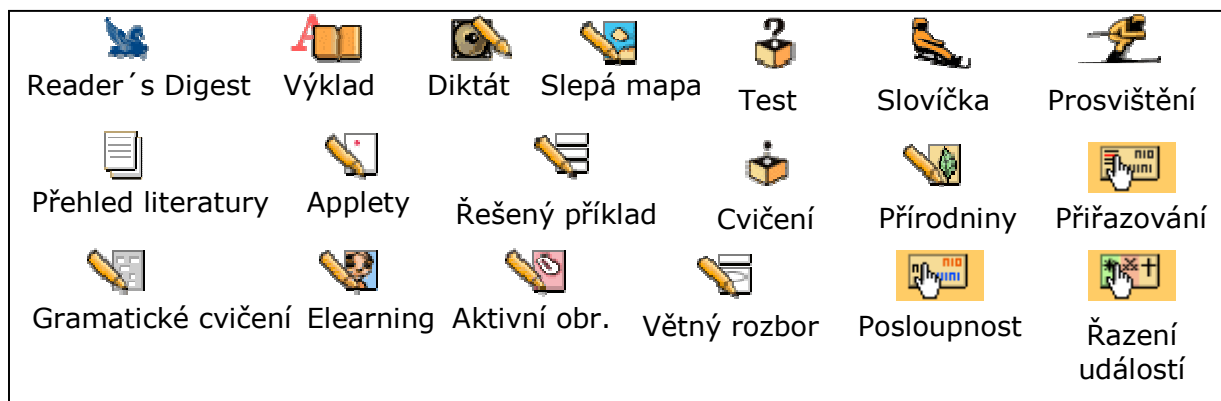 Reader´s Digest Výklad Diktát Slepá mapa Test Slovíčka Prosvištění
Přehled literatury Applety Řešený příklad Cvičení Přírodniny Přiřazování
Gramatické cvičení Elearning Aktivní obr. Větný rozbor Posloupnost Řazení
událostí